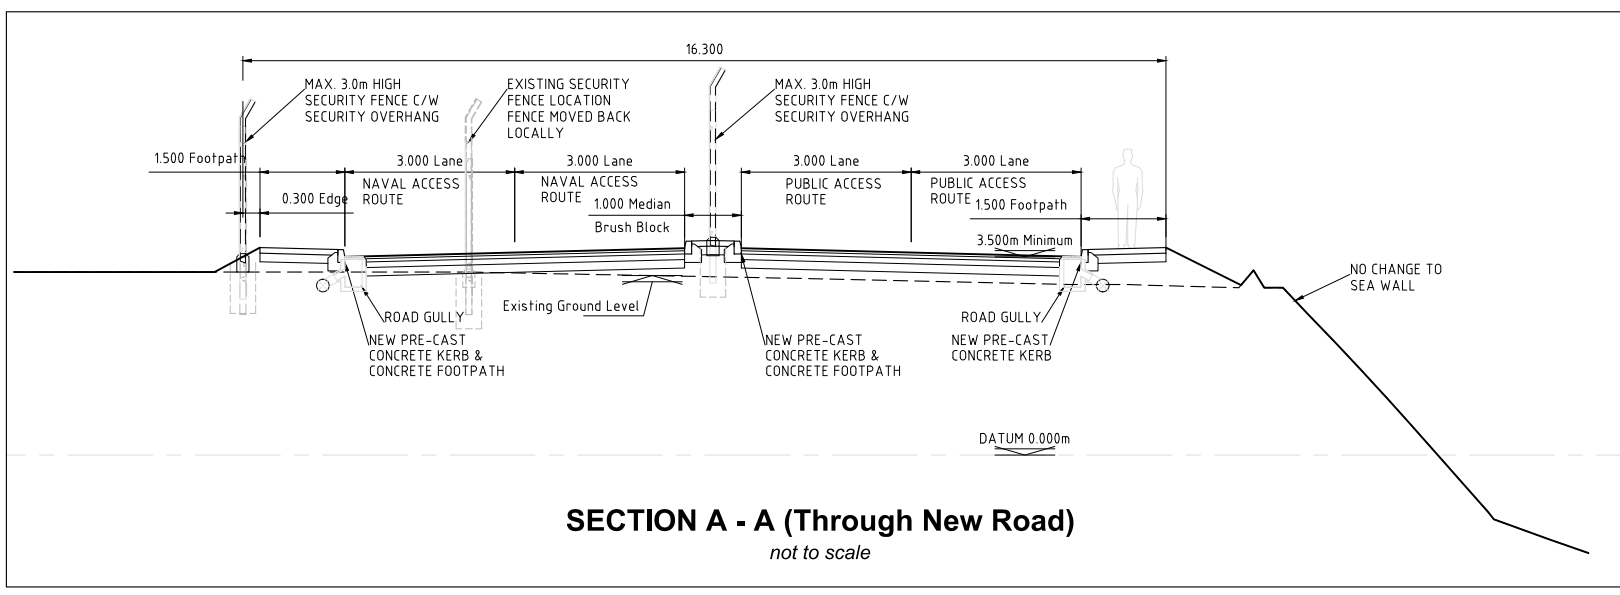 16.300
MAX. 3.0m HIGH
SECURITY FENCE C/W
SECURITY OVERHANG
EXISTING SECURITY
FENCE LOCATION
FENCE MOVED BACK
LOCALLY
MAX. 3.0m HIGH
SECURITY FENCE C/W
SECURITY OVERHANG
1.500 Footpath
3.000 Lane
NAVAL ACCESS
ROUTE
3.000 Lane
NAVAL ACCESS
ROUTE
3.000 Lane
PUBLIC ACCESS
ROUTE
3.000 Lane
PUBLIC ACCESS
ROUTE
0.300 Edge
1.000 Median
Brush Block
1.500 Footpath
3.500m Minimum
NO CHANGE TO
SEA WALL
Existing Ground Level
ROAD GULLY
NEW PRE-CAST
CONCRETE KERB &
CONCRETE FOOTPATH
NEW PRE-CAST
CONCRETE KERB &
CONCRETE FOOTPATH
ROAD GULLY
NEW PRE-CAST
CONCRETE KERB
DATUM 0.000m
SECTION A - A (Through New Road)
not to scale